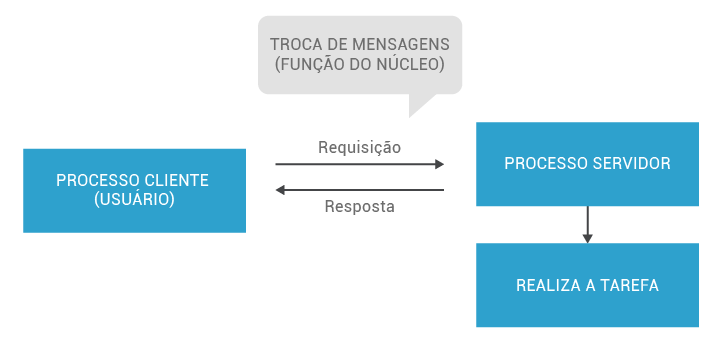 TROCA DE MENSAGENS
(FUNÇÃO DO NÚCLEO)
Requisição
PROCESSO CLIENTE
(USUÁRIO)
PROCESSO SERVIDOR
Resposta
REALIZA A TAREFA